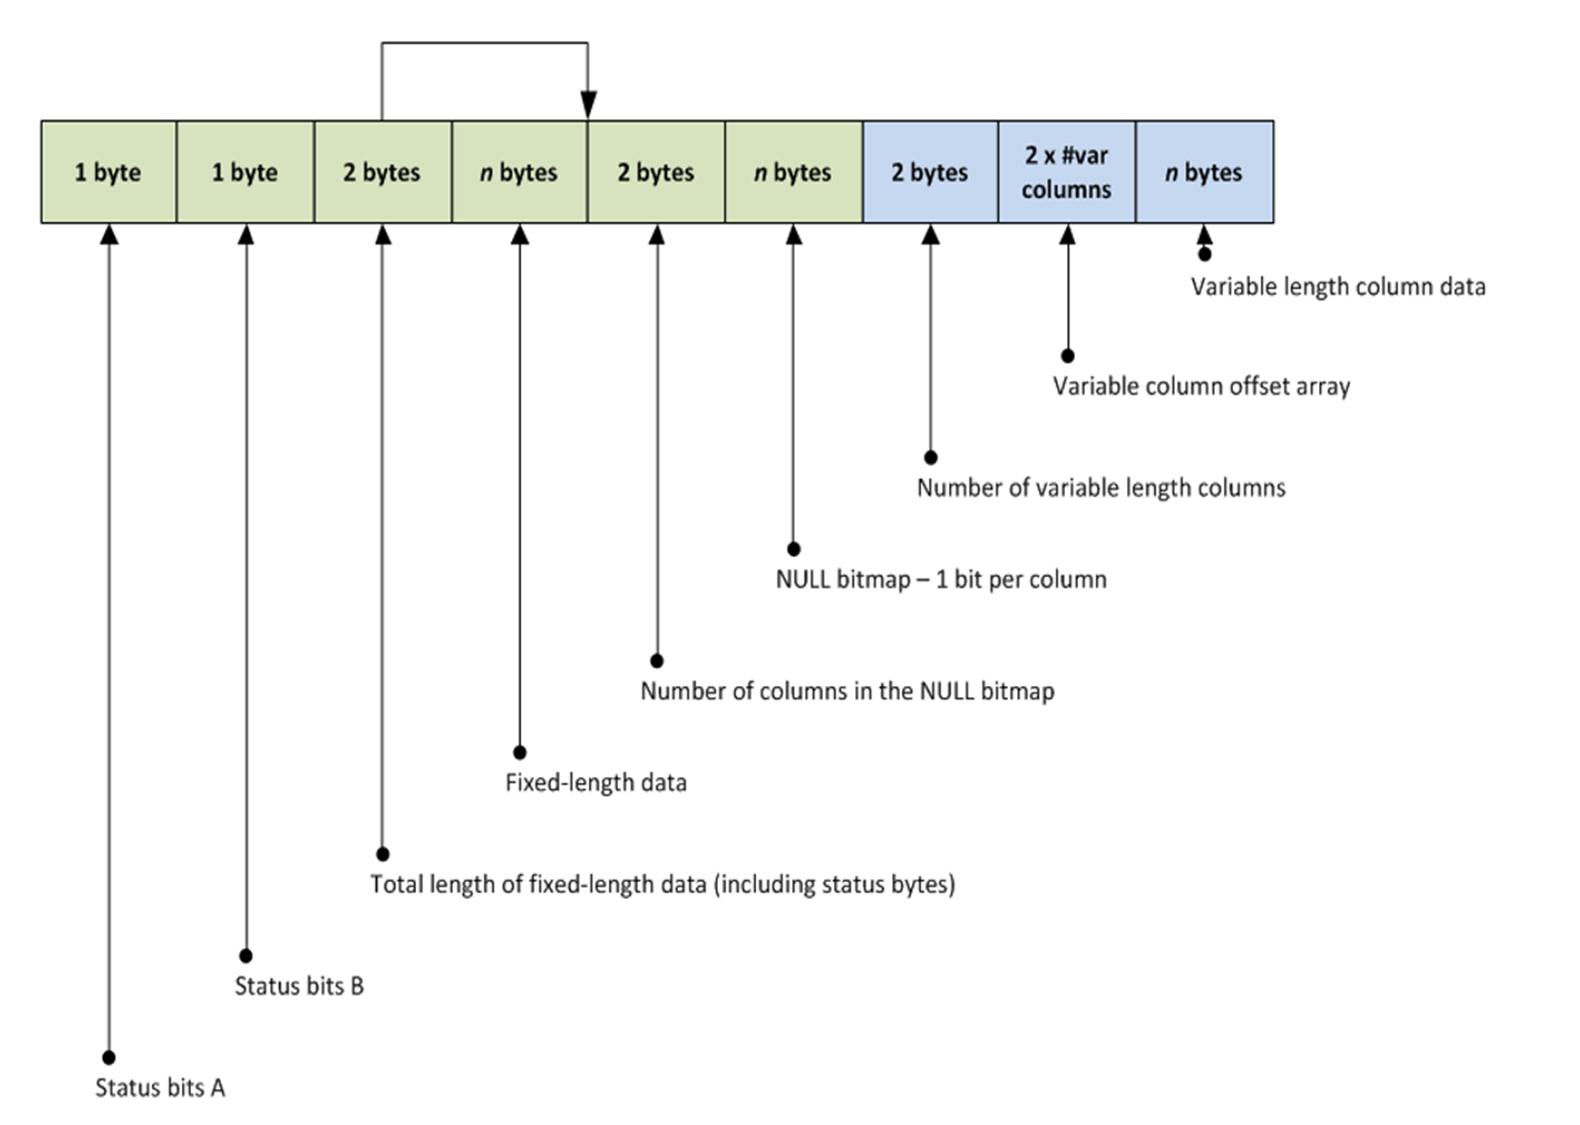 1 byte
1 byte
2 bytes
n bytes
2 bytes
n bytes
2 bytes
2 x #var
columns
n bytes
Variable length column data
Variable column offset array
Number of variable length columns
NULL bitmap – 1 bit per column
Number of columns in the NULL bitmap
Fixed-length data
Total length of fixed-length data (including status bytes)
Status bits B
Status bits A